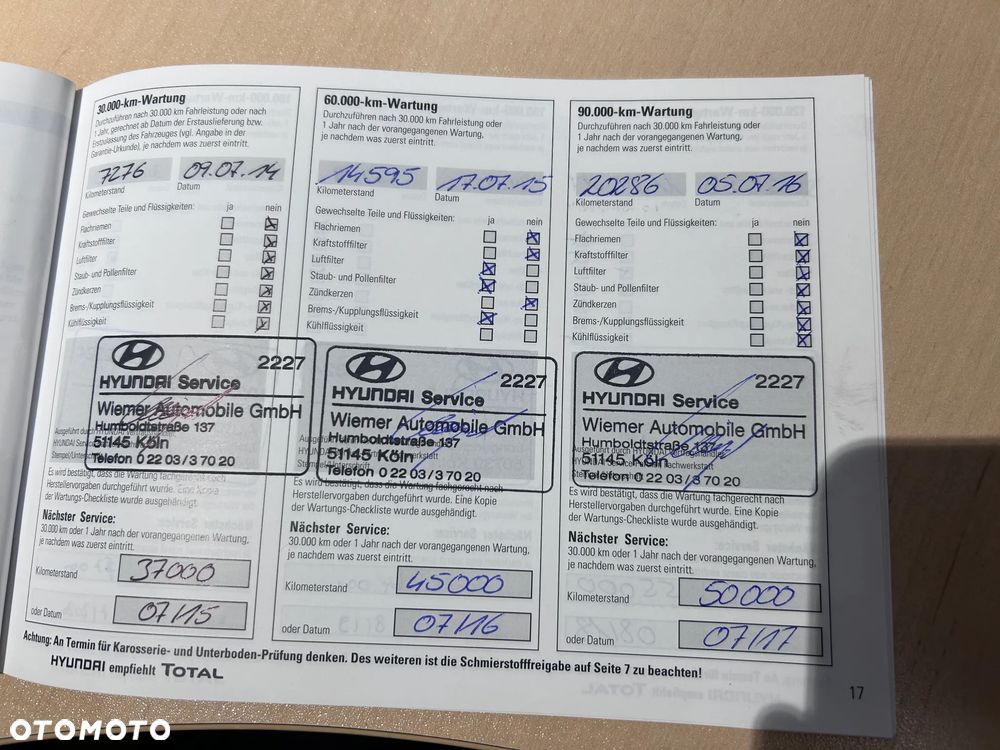 30.000-km-Wartung
Durchzuführen nach 30.000 km Fahrleistung oder nach
1 Jahr, gerechnet ab Datum der Erstauslieferung bzw.
Erstzulassung des Fahrzeuges (vgl. Angabe in der
Garantie-Urkunde), je nachdem was zuerst eintritt.
7276 09.07.14
Kilometerstand Datum
Gewechselte Teile und Flüssigkeiten: ja nein
Flachriemen
Kraftstofffilter
Luftfilter
Staub- und Pollenfilter
Zündkerzen
Brems-/Kupplungsflüssigkeit
Kühlflüssigkeit
2227
HYUNDAI Service
Wiemer Automobile GmbH
Humboldtstraße 137
51145 Köln
Telefon 0 22 03/3 70 20
Es wird bestätigt, dass die Wartung fachgerecht nach
Herstellervorgaben durchgeführt wurde. Eine Kopie
der Wartungs-Checkliste wurde ausgehändigt.
Nächster Service:
30.000 km oder 1 Jahr nach der vorangegangenen Wartung,
je nachdem was zuerst eintritt.
Kilometerstand 37000
oder Datum 07/15
60.000-km-Wartung
Durchzuführen nach 30.000 km Fahrleistung oder
1 Jahr nach der vorangegangenen Wartung,
je nachdem was zuerst eintritt.
14595 17.07.15
Kilometerstand Datum
Gewechselte Teile und Flüssigkeiten: ja nein
Flachriemen
Kraftstofffilter
Luftfilter
Staub- und Pollenfilter
Zündkerzen
Brems-/Kupplungsflüssigkeit
Kühlflüssigkeit
2227
HYUNDAI Service
Wiemer Automobile GmbH
Humboldtstraße 137
51145 Köln
Telefon 0 22 03/3 70 20
Es wird bestätigt, dass die Wartung fachgerecht nach
Herstellervorgaben durchgeführt wurde. Eine Kopie
der Wartungs-Checkliste wurde ausgehändigt.
Nächster Service:
30.000 km oder 1 Jahr nach der vorangegangenen Wartung,
je nachdem was zuerst eintritt.
Kilometerstand 45000
oder Datum 07/16
90.000-km-Wartung
Durchzuführen nach 30.000 km Fahrleistung oder
1 Jahr nach der vorangegangenen Wartung,
je nachdem was zuerst eintritt.
20286 05.07.16
Kilometerstand Datum
Gewechselte Teile und Flüssigkeiten: ja nein
Flachriemen
Kraftstofffilter
Luftfilter
Staub- und Pollenfilter
Zündkerzen
Brems-/Kupplungsflüssigkeit
Kühlflüssigkeit
2227
HYUNDAI Service
Wiemer Automobile GmbH
Humboldtstraße 137
51145 Köln
Telefon 0 22 03/3 70 20
Es wird bestätigt, dass die Wartung fachgerecht nach
Herstellervorgaben durchgeführt wurde. Eine Kopie
der Wartungs-Checkliste wurde ausgehändigt.
Nächster Service:
30.000 km oder 1 Jahr nach der vorangegangenen Wartung,
je nachdem was zuerst eintritt.
Kilometerstand 50000
oder Datum 07/17
Achtung: An Termin für Karosserie- und Unterboden-Prüfung denken. Des weiteren ist die Schmierstofffreigabe auf Seite 7 zu beachten!
HYUNDAI empfiehlt TOTAL
17
OTOMOTO